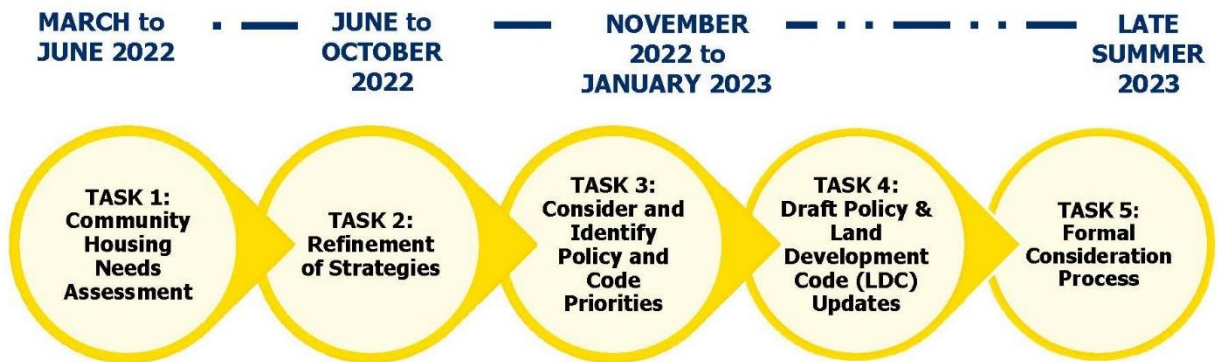 MARCH to
JUNE 2022
JUNE to
OCTOBER
2022
NOVEMBER
2022 to
JANUARY 2023
LATE
SUMMER
2023
TASK 1:
Community
Housing
Needs
Assessment
TASK 2:
Refinement
of Strategies
TASK 3:
Consider and
Identify
Policy and
Code
Priorities
TASK 4:
Draft Policy &
Land
Development
Code (LDC)
Updates
TASK 5:
Formal
Consideration
Process